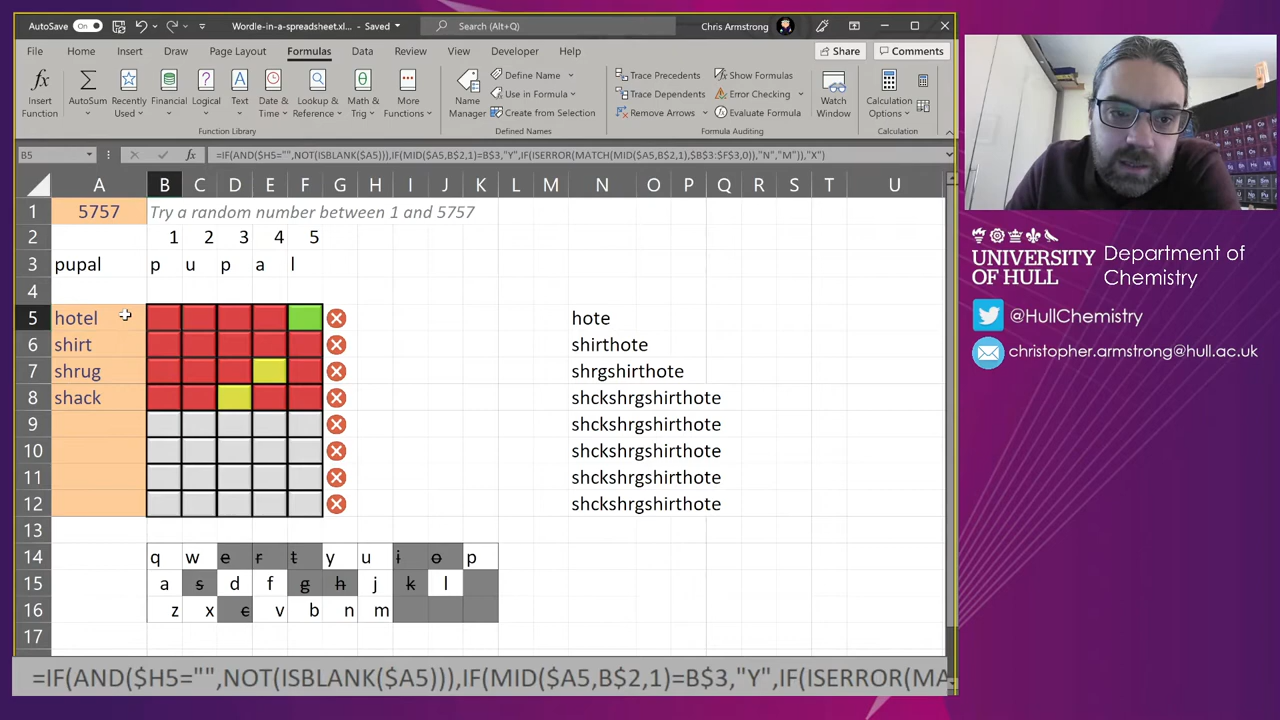 AutoSave On Wordle-in-a-spreadsheet.xl... - Saved Search (Alt+Q) Chris Armstrong
File Home Insert Draw Page Layout Formulas Data Review View Developer Help Share Comments
Insert Function AutoSum Recently Used Financial Logical Text Date & Time Lookup & Reference Math & Trig More Functions
Function Library
Name Manager Define Name Use in Formula Create from Selection
Defined Names
Trace Precedents Trace Dependents Remove Arrows Show Formulas Error Checking Evaluate Formula
Formula Auditing
Watch Window Calculation Options
Calculation
B5 fx =IF(AND($H5="",NOT(ISBLANK($A5))),IF(MID($A5,B$2,1)=B$3,"Y",IF(ISERROR(MATCH(MID($A5,B$2,1),$B$3:$F$3,0)),"N","M")),"X")
A B C D E F G H I J K L M N O P Q R S T U
1 5757 Try a random number between 1 and 5757
2 1 2 3 4 5
3 pupal p u p a l
4
5 hotel hote
6 shirt shirthote
7 shrug shrgshirthote
8 shack shckshrgshirthote
9 shckshrgshirthote
10 shckshrgshirthote
11 shckshrgshirthote
12 shckshrgshirthote
13
14 q w e r t y u i o p
15 a s d f g h j k l
16 z x c v b n m
17
=IF(AND($H5="",NOT(ISBLANK($A5))),IF(MID($A5,B$2,1)=B$3,"Y",IF(ISERROR(MA
UNIVERSITY
OF HULL
Department of
Chemistry
@HullChemistry
christopher.armstrong@hull.ac.uk